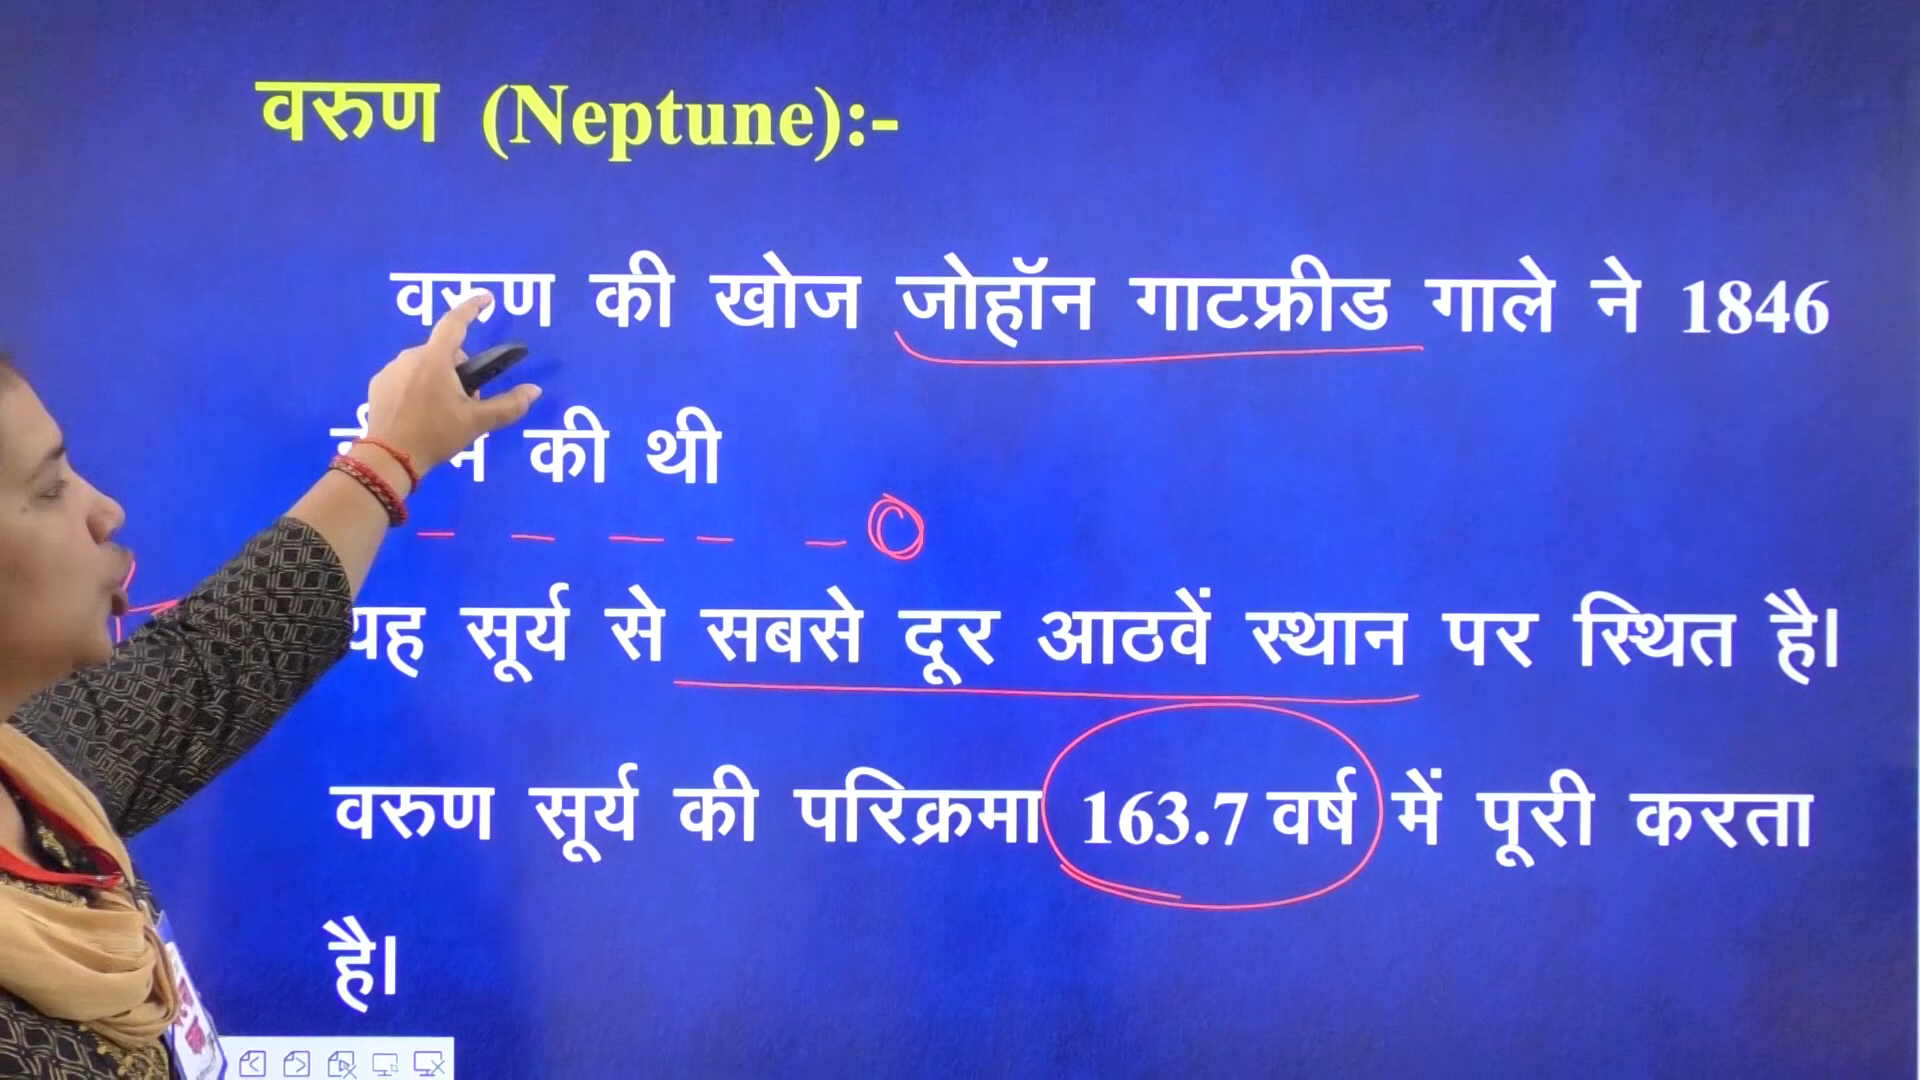 वरुण (Neptune):-
वरुण की खोज जोहॉन गाटफ्रीड गाले ने 1846
में की थी
यह सूर्य से सबसे दूर आठवें स्थान पर स्थित है।
वरुण सूर्य की परिक्रमा 163.7 वर्ष में पूरी करता
है।